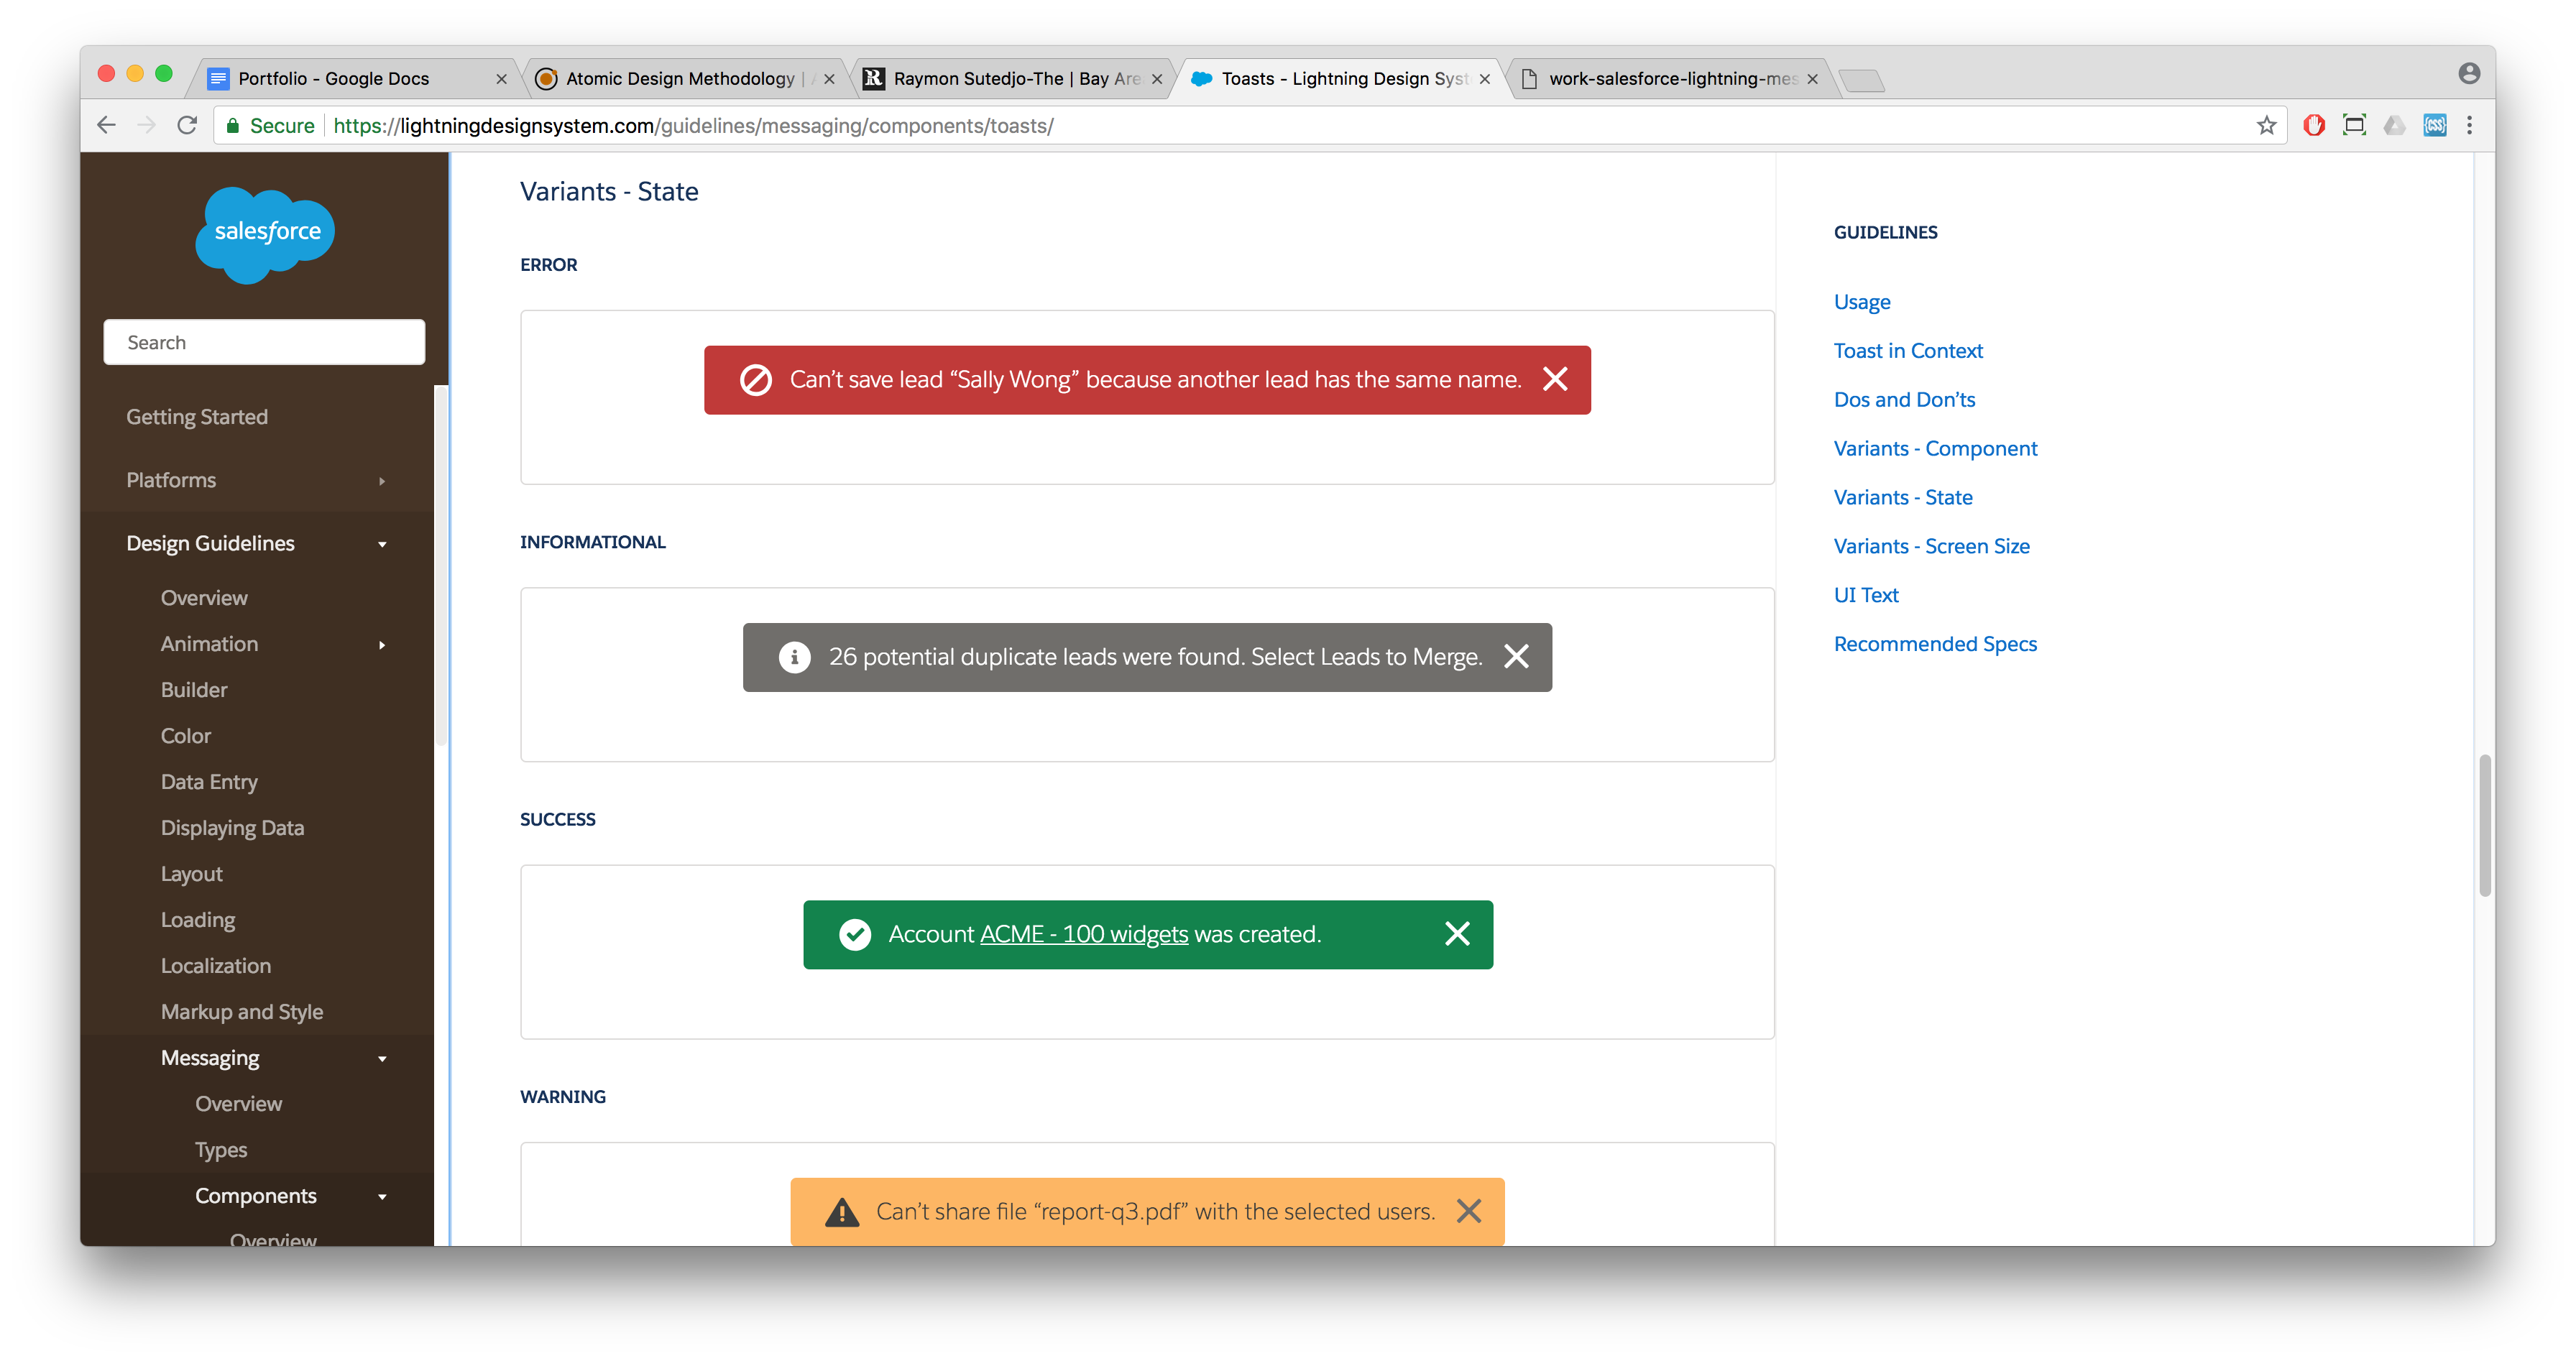 Portfolio - Google Docs
Atomic Design Methodology |
Raymon Sutedjo-The | Bay Are
Toasts - Lightning Design Syst
work-salesforce-lightning-mes
Secure
https://lightningdesignsystem.com/guidelines/messaging/components/toasts/
{css}
salesforce
Search
Getting Started
Platforms
Design Guidelines
Overview
Animation
Builder
Color
Data Entry
Displaying Data
Layout
Loading
Localization
Markup and Style
Messaging
Overview
Types
Components
Overview
Variants - State
ERROR
Can’t save lead “Sally Wong” because another lead has the same name.
INFORMATIONAL
26 potential duplicate leads were found. Select Leads to Merge.
SUCCESS
Account ACME - 100 widgets was created.
WARNING
Can’t share file “report-q3.pdf” with the selected users.
GUIDELINES
Usage
Toast in Context
Dos and Don’ts
Variants - Component
Variants - State
Variants - Screen Size
UI Text
Recommended Specs